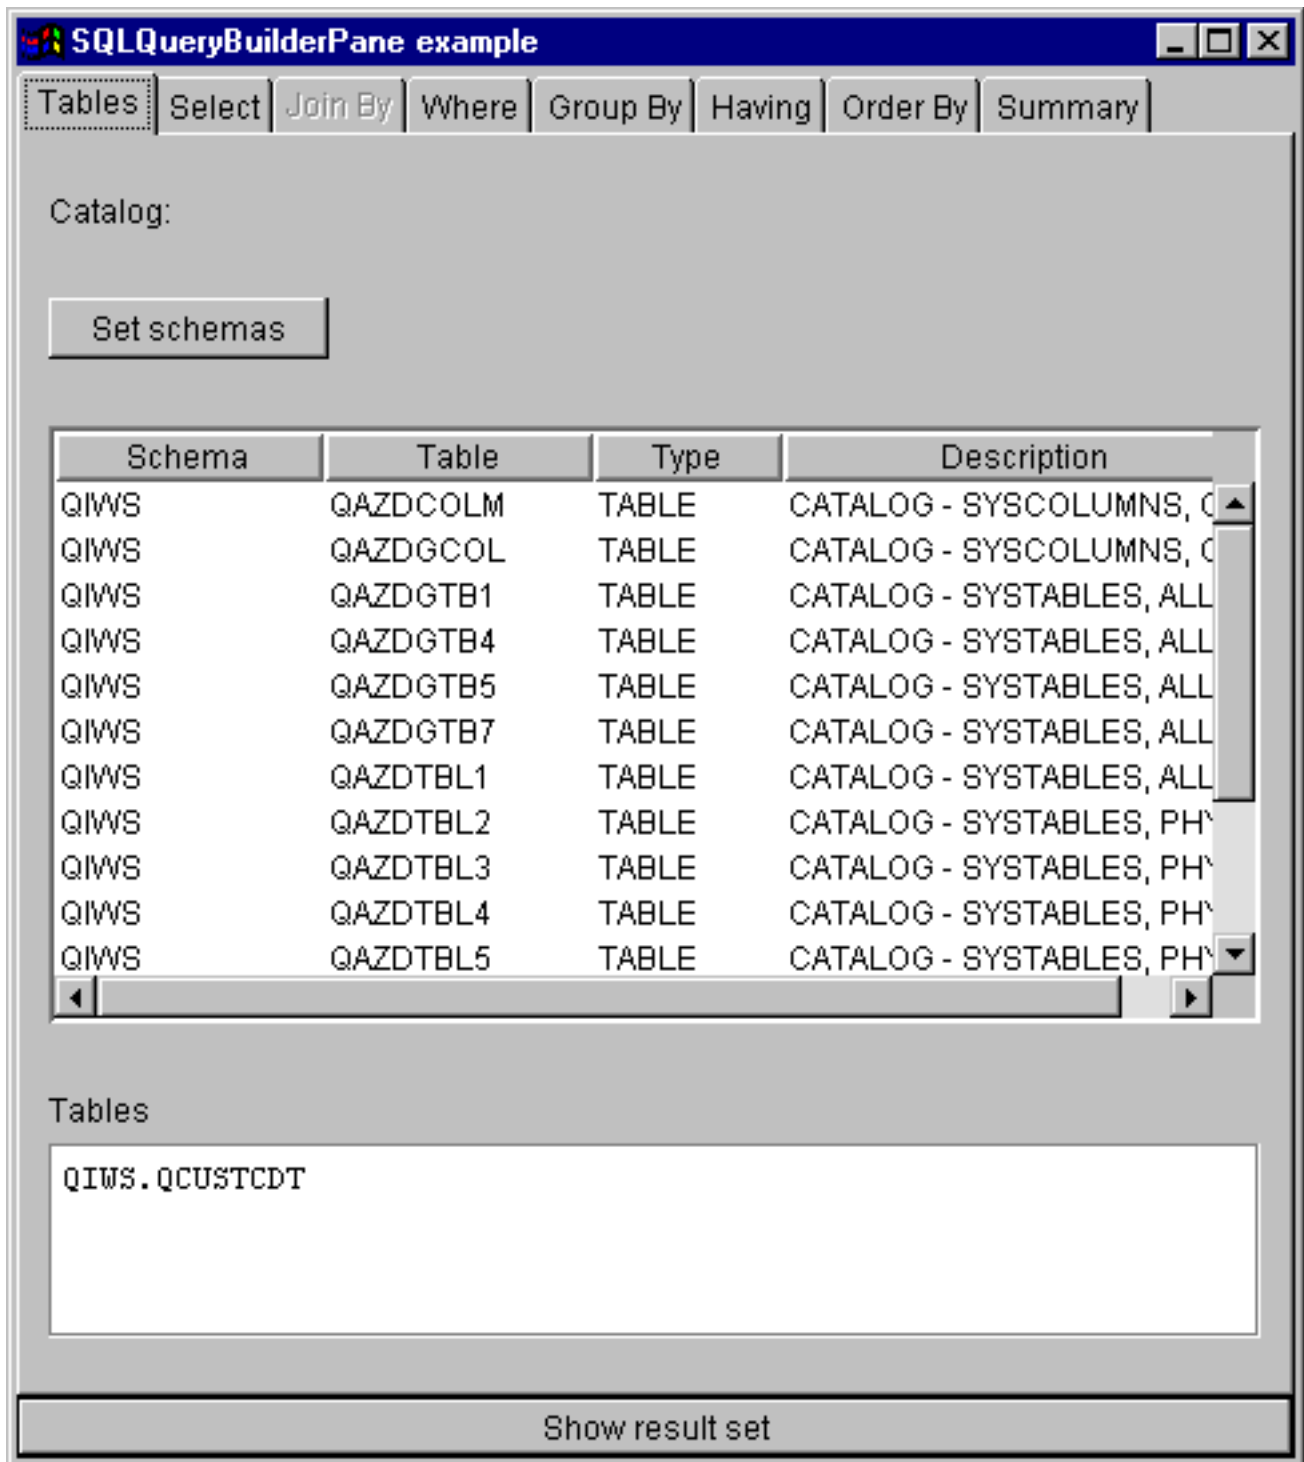 SQLQueryBuilderPane example
Tables Select Join By Where Group By Having Order By Summary
Catalog:
Set schemas
Schema Table Type Description
QIWS QAZDCOLM TABLE CATALOG - SYSCOLUMNS,
QIWS QAZDGCOL TABLE CATALOG - SYSCOLUMNS,
QIWS QAZDGTB1 TABLE CATALOG - SYSTABLES, ALL
QIWS QAZDGTB4 TABLE CATALOG - SYSTABLES, ALL
QIWS QAZDGTB5 TABLE CATALOG - SYSTABLES, ALL
QIWS QAZDGTB7 TABLE CATALOG - SYSTABLES, ALL
QIWS QAZDTBL1 TABLE CATALOG - SYSTABLES, ALL
QIWS QAZDTBL2 TABLE CATALOG - SYSTABLES, PHY
QIWS QAZDTBL3 TABLE CATALOG - SYSTABLES, PHY
QIWS QAZDTBL4 TABLE CATALOG - SYSTABLES, PHY
QIWS QAZDTBL5 TABLE CATALOG - SYSTABLES, PHY
Tables
QIWS.QCUSTCDT
Show result set